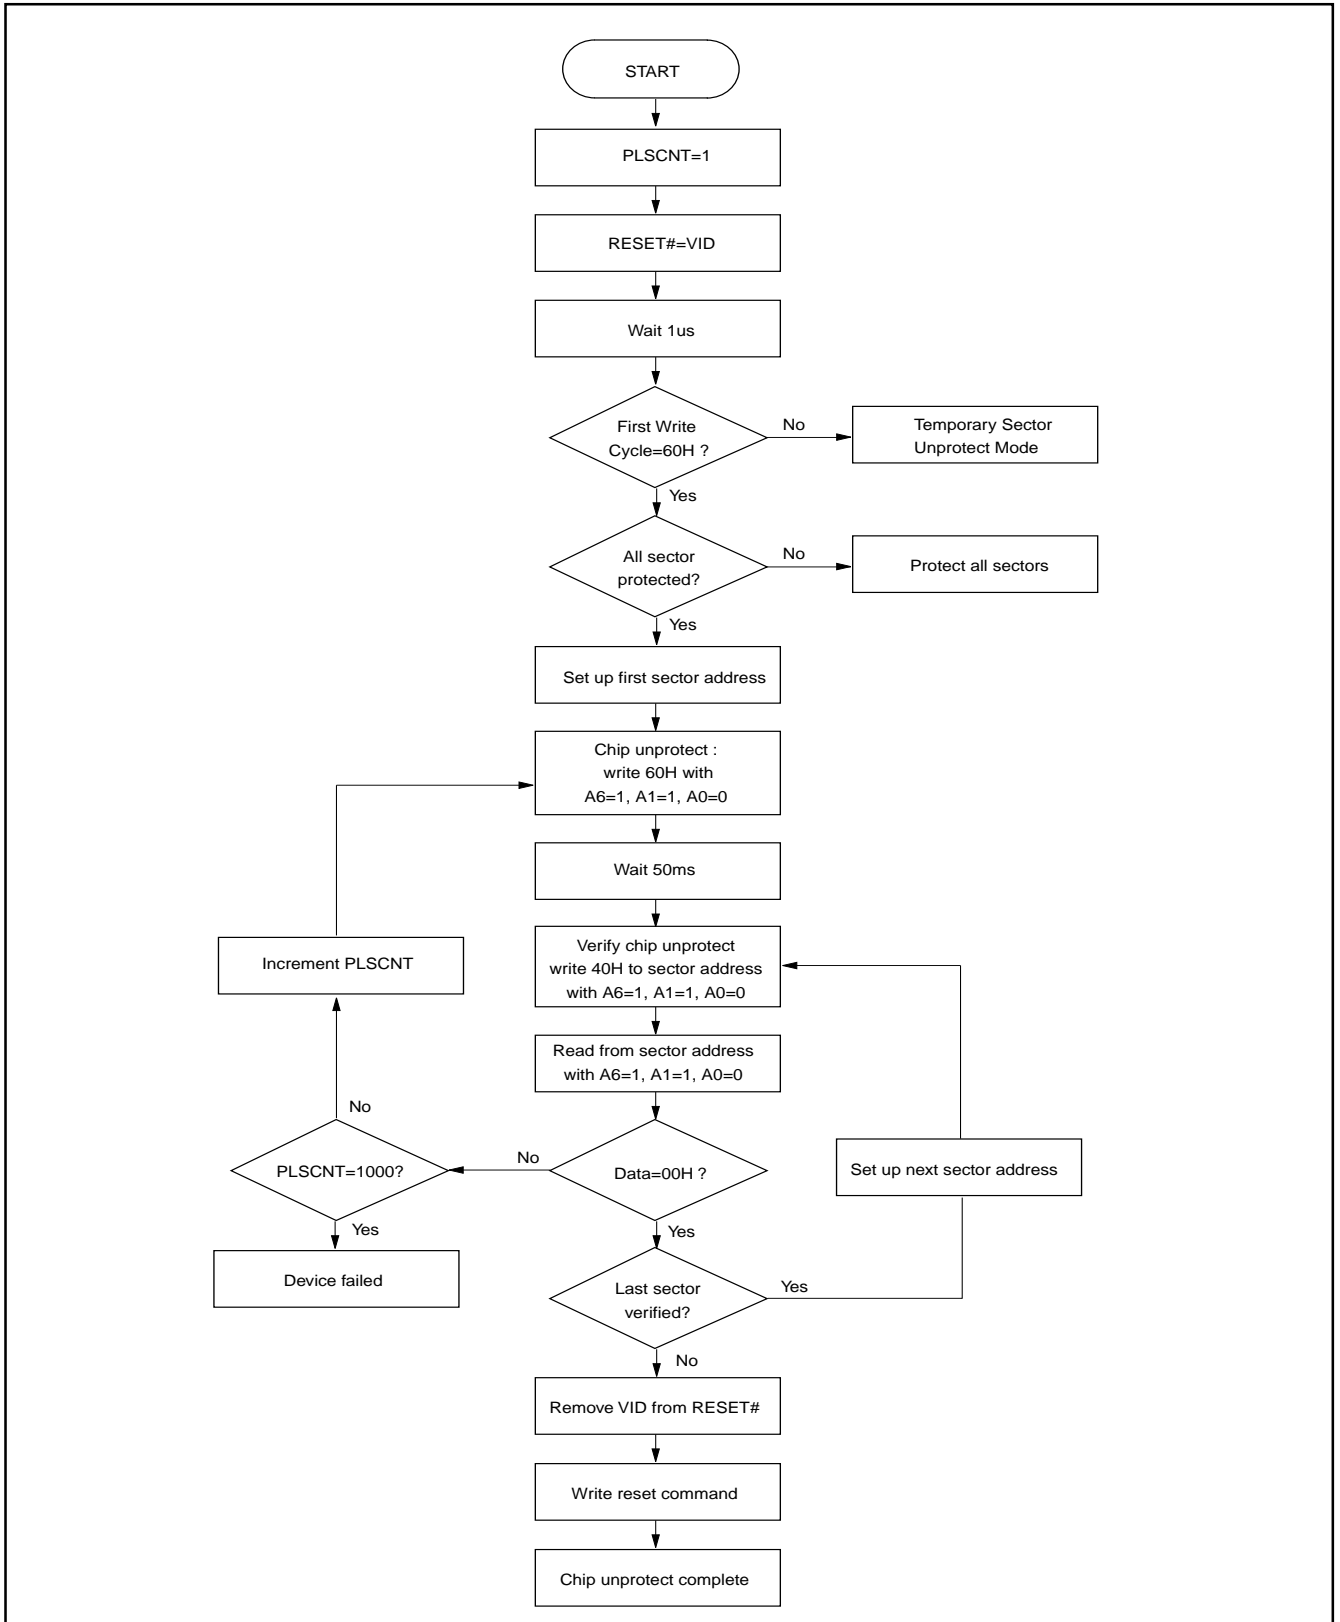 START
PLSCNT=1
RESET#=VID
Wait 1us
First Write
Cycle=60H ?
No
Temporary Sector
Unprotect Mode
Yes
All sector
protected?
No
Protect all sectors
Yes
Set up first sector address
Chip unprotect :
write 60H with
A6=1, A1=1, A0=0
Wait 50ms
Verify chip unprotect
write 40H to sector address
with A6=1, A1=1, A0=0
Increment PLSCNT
Read from sector address
with A6=1, A1=1, A0=0
No
PLSCNT=1000?
No
Data=00H ?
Set up next sector address
Yes
Yes
Device failed
Last sector
verified?
Yes
No
Remove VID from RESET#
Write reset command
Chip unprotect complete